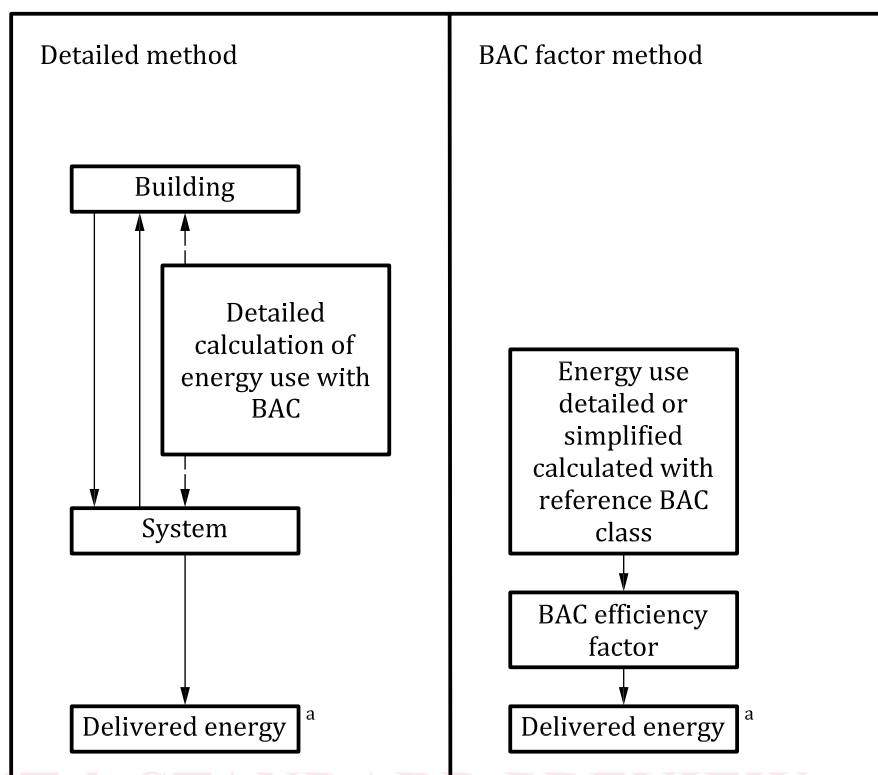 Detailed method
Building
Detailed
calculation of
energy use with
BAC
System
Delivered energy a
BAC factor method
Energy use
detailed or
simplified
calculated with
reference BAC
class
BAC efficiency
factor
Delivered energy a